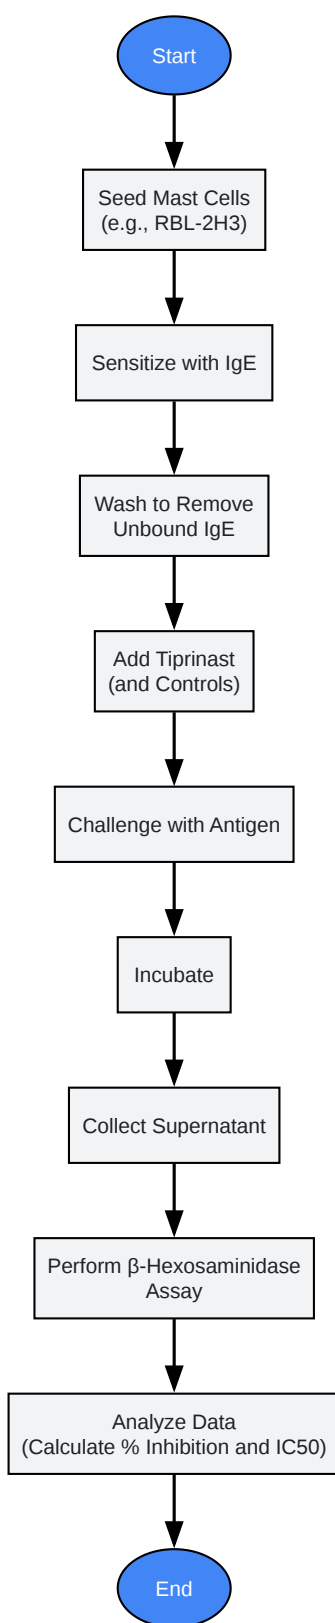 Start
Seed Mast Cells
(e.g., RBL-2H3)
Sensitize with IgE
Wash to Remove
Unbound IgE
Add Tiprinast
(and Controls)
Challenge with Antigen
Incubate
Collect Supernatant
Perform β-Hexosaminidase
Assay
Analyze Data
(Calculate % Inhibition and IC50)
End